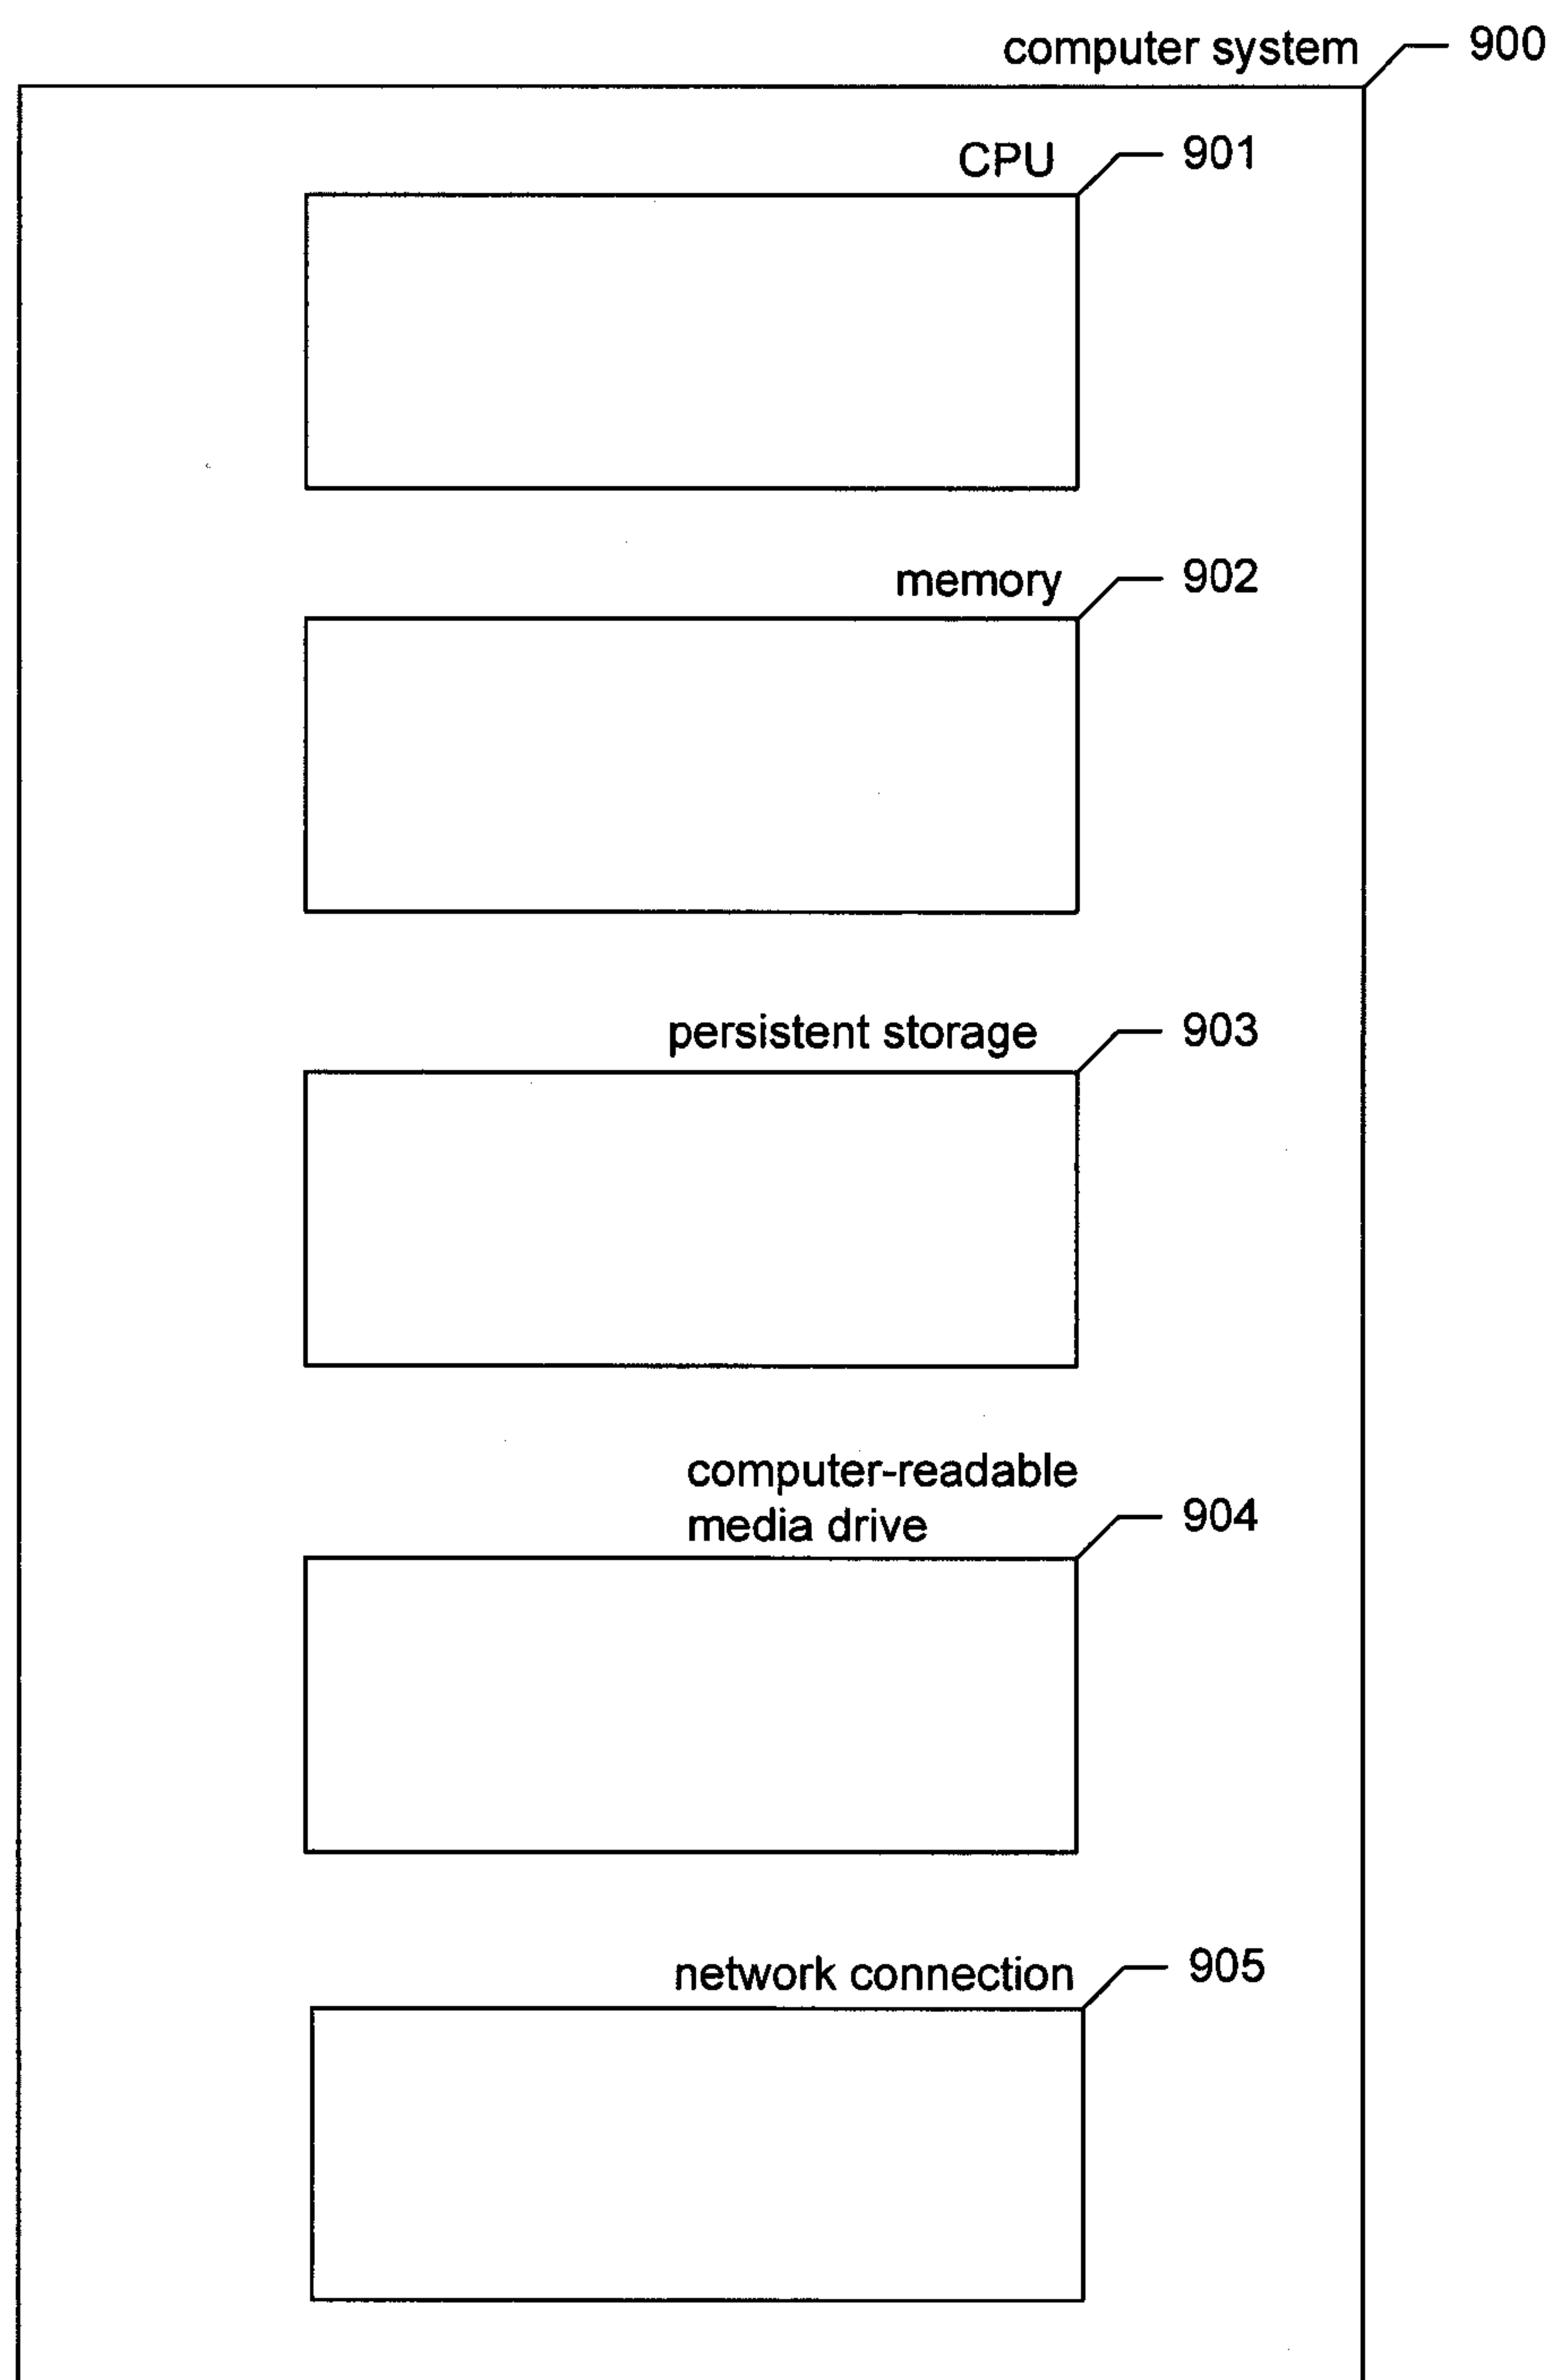 computer system 900
CPU 901
memory 902
persistent storage 903
computer-readable
media drive 904
network connection 905